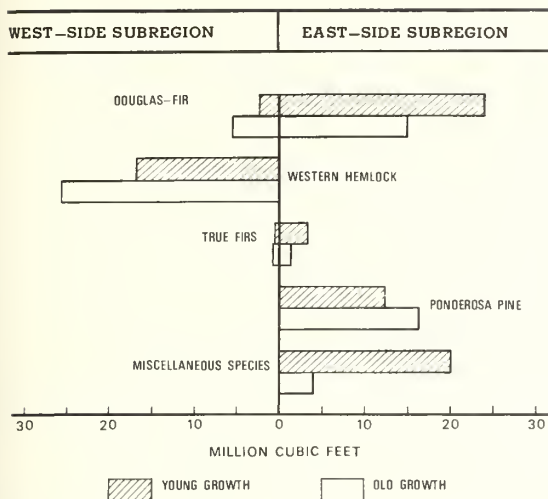 WEST–SIDE SUBREGION EAST–SIDE SUBREGION
DOUGLAS–FIR
WESTERN HEMLOCK
TRUE FIRS
PONDEROSA PINE
MISCELLANEOUS SPECIES
30 20 10 0 10 20 30
MILLION CUBIC FEET
YOUNG GROWTH OLD GROWTH